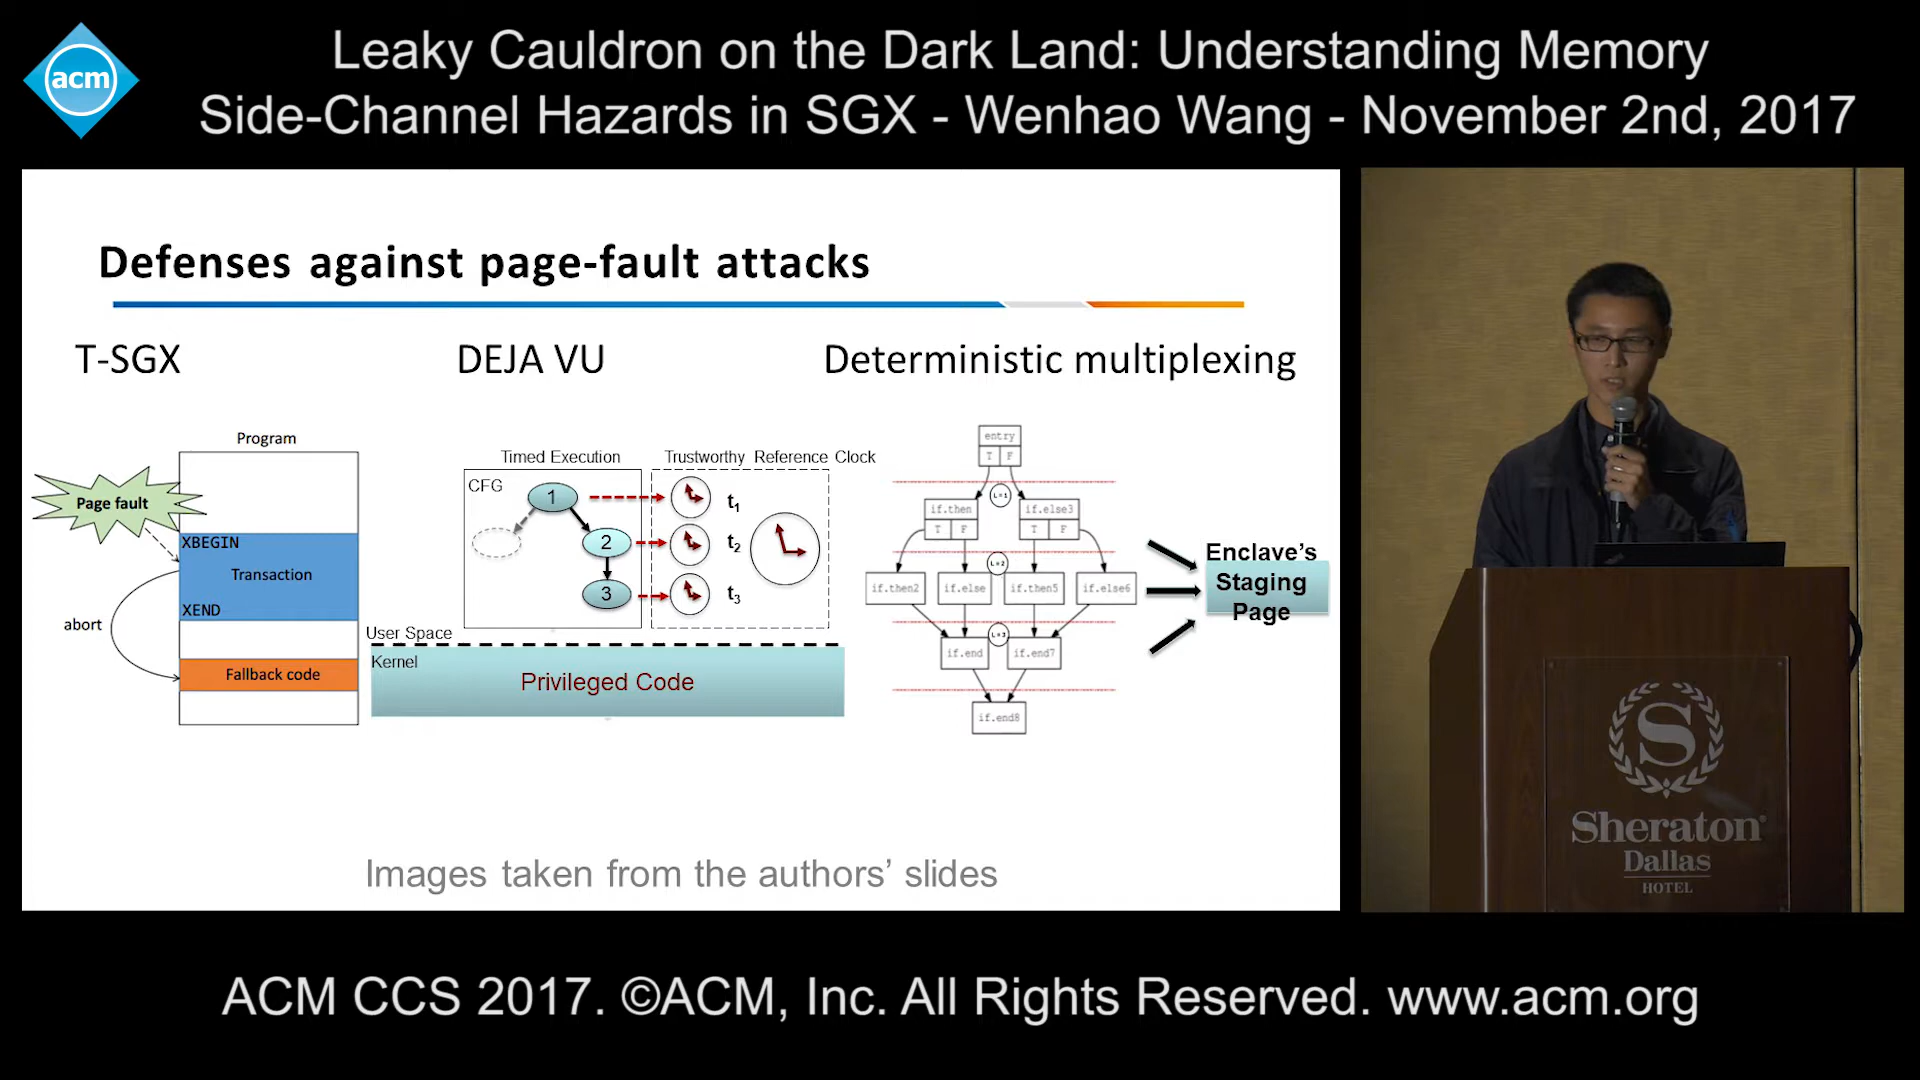 acm
Leaky Cauldron on the Dark Land: Understanding Memory
Side-Channel Hazards in SGX - Wenhao Wang - November 2nd, 2017
Defenses against page-fault attacks
T-SGX
DEJA VU
Deterministic multiplexing
Program
Page fault
XBEGIN
Transaction
XEND
abort
Fallback code
Timed Execution
Trustworthy Reference Clock
CFG
1
t1
2
t2
3
t3
User Space
Kernel
Privileged Code
entry
T F
L=1
if.then
T F
if.else3
T F
L=2
if.then2
if.else
if.then5
if.else6
L=3
if.end
if.end7
if.end8
Enclave's
Staging
Page
Images taken from the authors’ slides
S
Sheraton®
Dallas
HOTEL
ACM CCS 2017. ©ACM, Inc. All Rights Reserved. www.acm.org